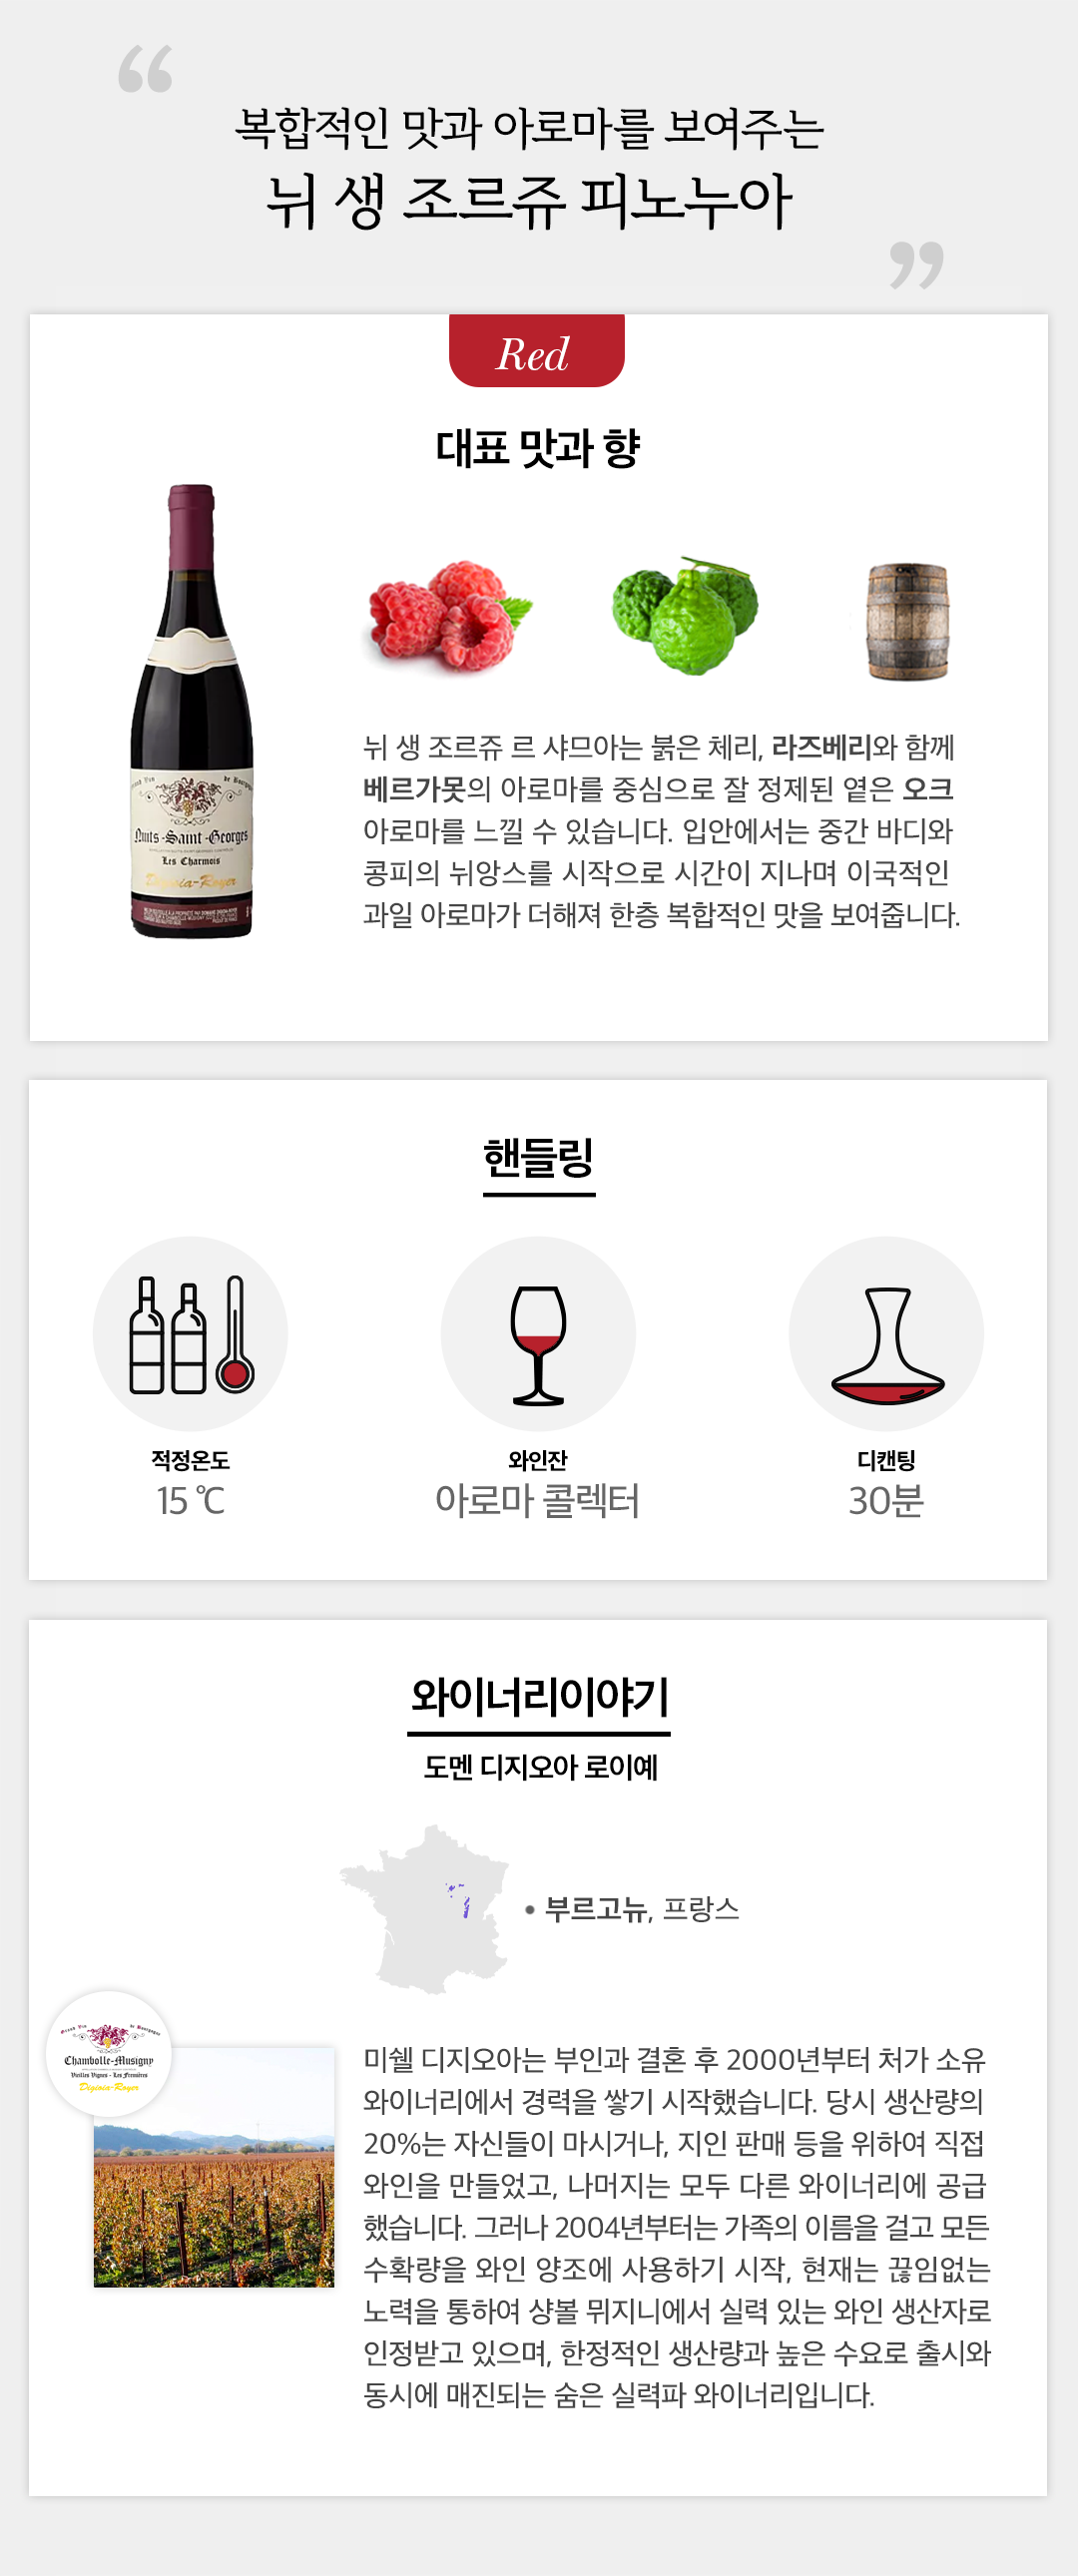 “
복합적인 맛과 아로마를 보여주는
뉘 생 조르쥬 피노누아
”
Red
대표 맛과 향
Grand Vin de Bourgogne
Nuits-Saint-Georges
Les Charmois
Digioia-Royer
뉘 생 조르쥬 르 샤므아는 붉은 체리, 라즈베리와 함께
베르가못의 아로마를 중심으로 잘 정제된 옅은 오크
아로마를 느낄 수 있습니다. 입안에서는 중간 바디와
콩피의 뉘앙스를 시작으로 시간이 지나며 이국적인
과일 아로마가 더해져 한층 복합적인 맛을 보여줍니다.
핸들링
적정온도
15 ℃
와인잔
아로마 콜렉터
디캔팅
30분
와이너리이야기
도멘 디지오아 로이예
• 부르고뉴, 프랑스
Grand Vin de Bourgogne
Chambolle-Musigny
Vieilles Vignes - Les Fremières
Digioia-Royer
미쉘 디지오아는 부인과 결혼 후 2000년부터 처가 소유
와이너리에서 경력을 쌓기 시작했습니다. 당시 생산량의
20%는 자신들이 마시거나, 지인 판매 등을 위하여 직접
와인을 만들었고, 나머지는 모두 다른 와이너리에 공급
했습니다. 그러나 2004년부터는 가족의 이름을 걸고 모든
수확량을 와인 양조에 사용하기 시작, 현재는 끊임없는
노력을 통하여 샹볼 뮈지니에서 실력 있는 와인 생산자로
인정받고 있으며, 한정적인 생산량과 높은 수요로 출시와
동시에 매진되는 숨은 실력파 와이너리입니다.